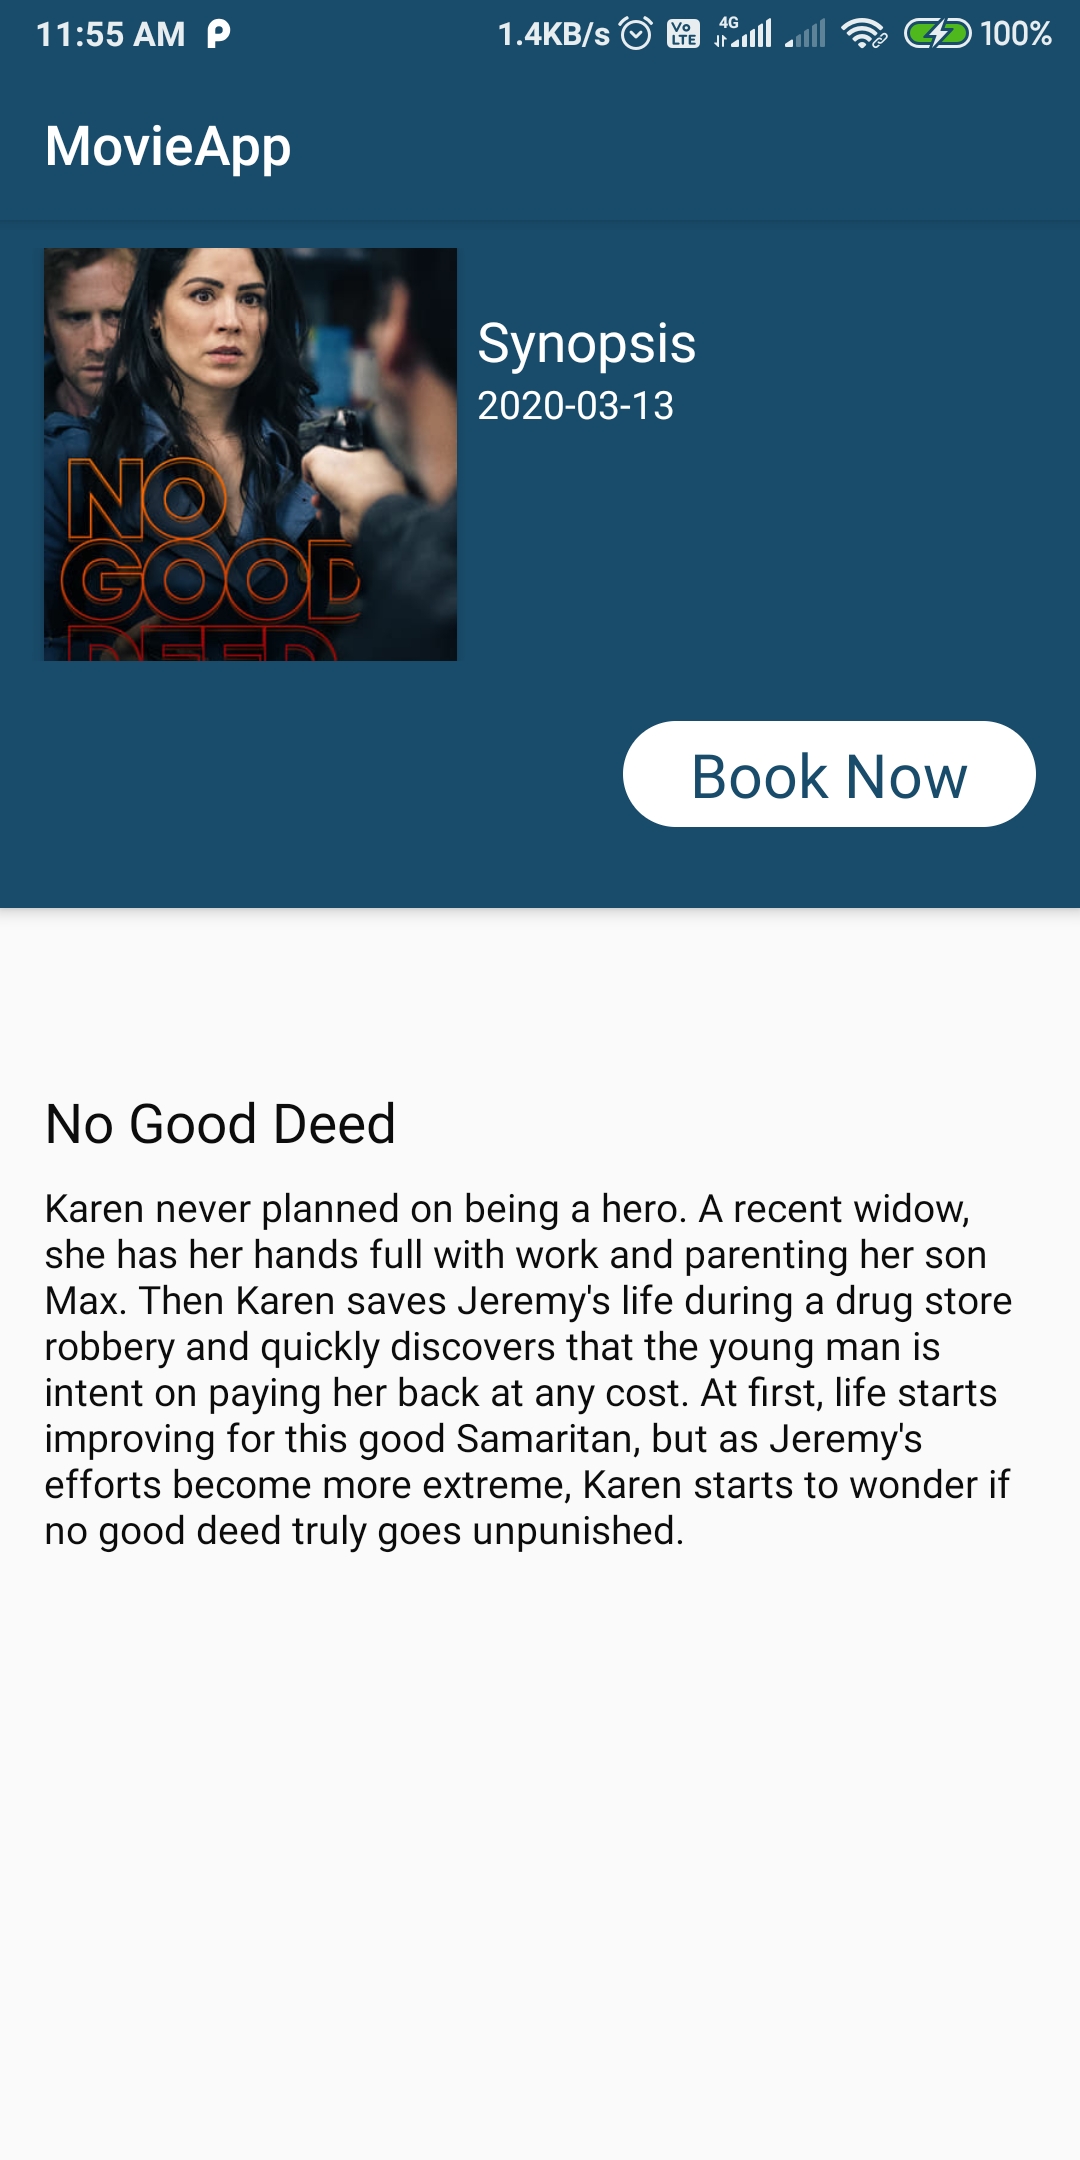 11:55 AM
1.4KB/s Vo LTE 4G 100%
MovieApp
NO
GOOD
DEED
Synopsis
2020-03-13
Book Now
No Good Deed
Karen never planned on being a hero. A recent widow,
she has her hands full with work and parenting her son
Max. Then Karen saves Jeremy's life during a drug store
robbery and quickly discovers that the young man is
intent on paying her back at any cost. At first, life starts
improving for this good Samaritan, but as Jeremy's
efforts become more extreme, Karen starts to wonder if
no good deed truly goes unpunished.